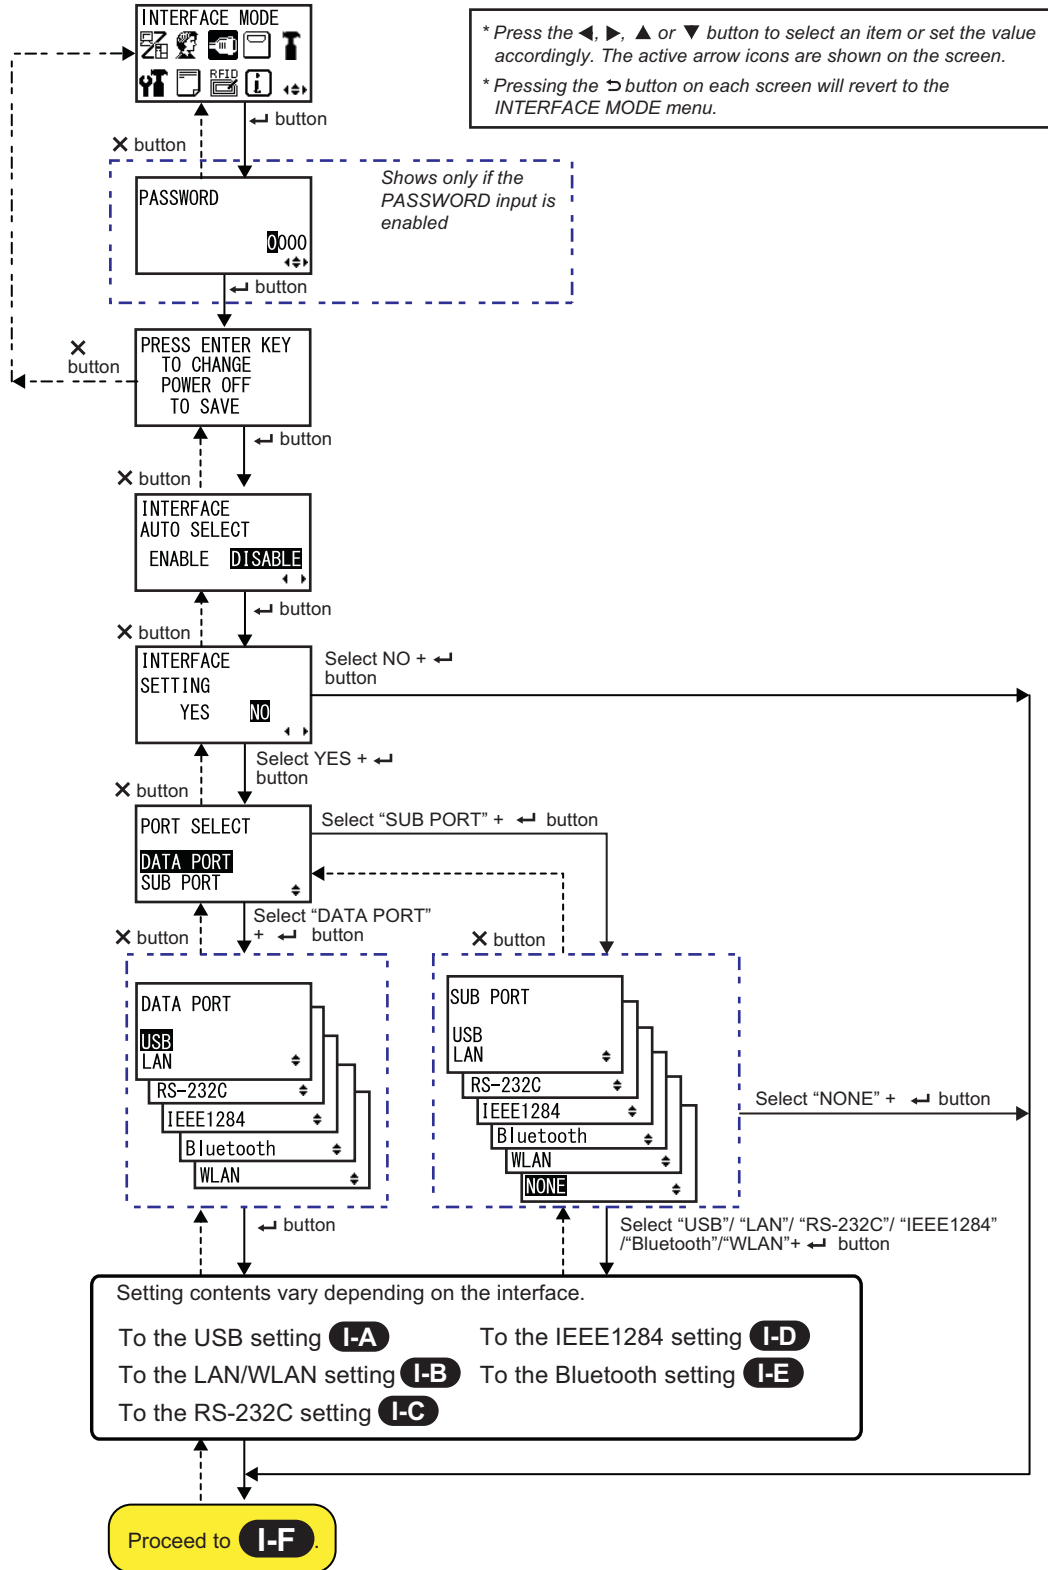 INTERFACE MODE
RFID
i
* Press the ◀, ▶, ▲ or ▼ button to select an item or set the value
accordingly. The active arrow icons are shown on the screen.
* Pressing the ⮌ button on each screen will revert to the
INTERFACE MODE menu.
↵ button
✕ button
PASSWORD
0000
Shows only if the
PASSWORD input is
enabled
↵ button
✕
button
PRESS ENTER KEY
TO CHANGE
POWER OFF
TO SAVE
↵ button
✕ button
INTERFACE
AUTO SELECT
ENABLE DISABLE
↵ button
✕ button
INTERFACE
SETTING
YES NO
Select NO + ↵
button
Select YES + ↵
button
✕ button
PORT SELECT
DATA PORT
SUB PORT
Select “SUB PORT” + ↵ button
Select “DATA PORT”
+ ↵ button
✕ button
✕ button
DATA PORT
USB
LAN
RS-232C
IEEE1284
Bluetooth
WLAN
SUB PORT
USB
LAN
RS-232C
IEEE1284
Bluetooth
WLAN
NONE
Select “NONE” + ↵ button
↵ button
Select “USB”/ “LAN”/ “RS-232C”/ “IEEE1284”
/“Bluetooth”/“WLAN”+ ↵ button
Setting contents vary depending on the interface.
To the USB setting I-A
To the IEEE1284 setting I-D
To the LAN/WLAN setting I-B
To the Bluetooth setting I-E
To the RS-232C setting I-C
Proceed to I-F.